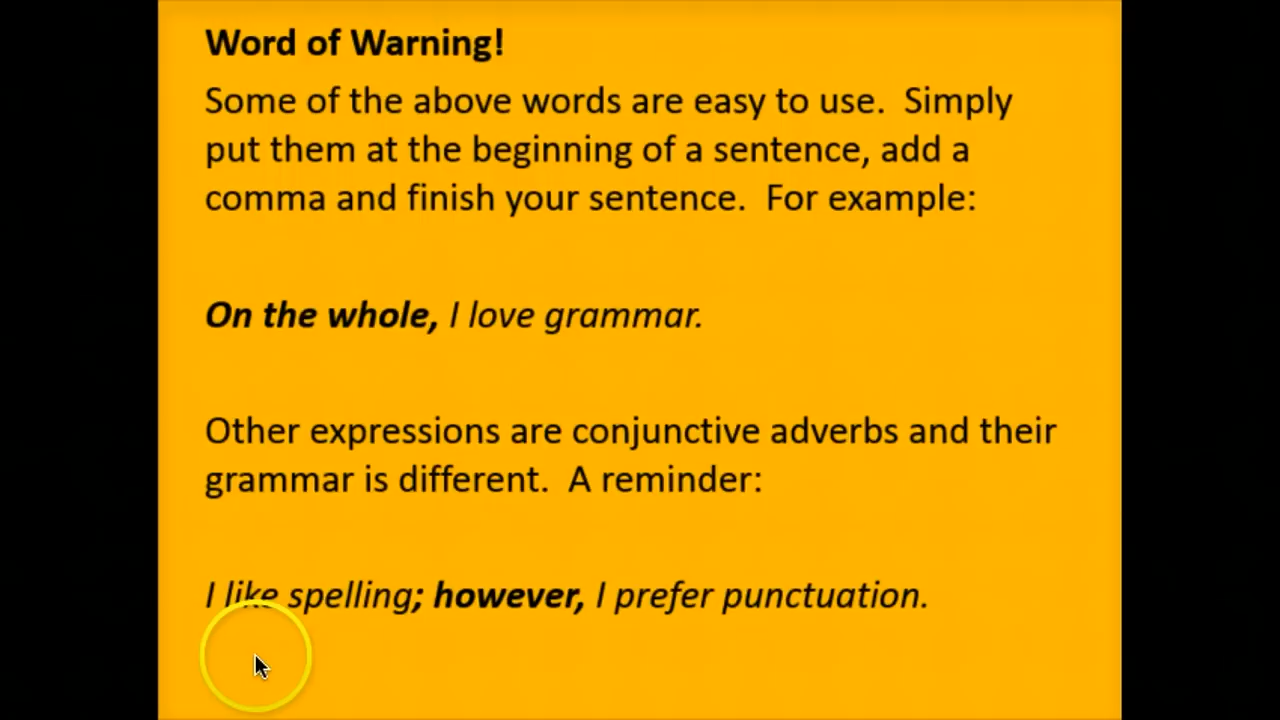 Word of Warning!
Some of the above words are easy to use.  Simply
put them at the beginning of a sentence, add a
comma and finish your sentence.  For example:
On the whole, I love grammar.
Other expressions are conjunctive adverbs and their
grammar is different.  A reminder:
I like spelling; however, I prefer punctuation.